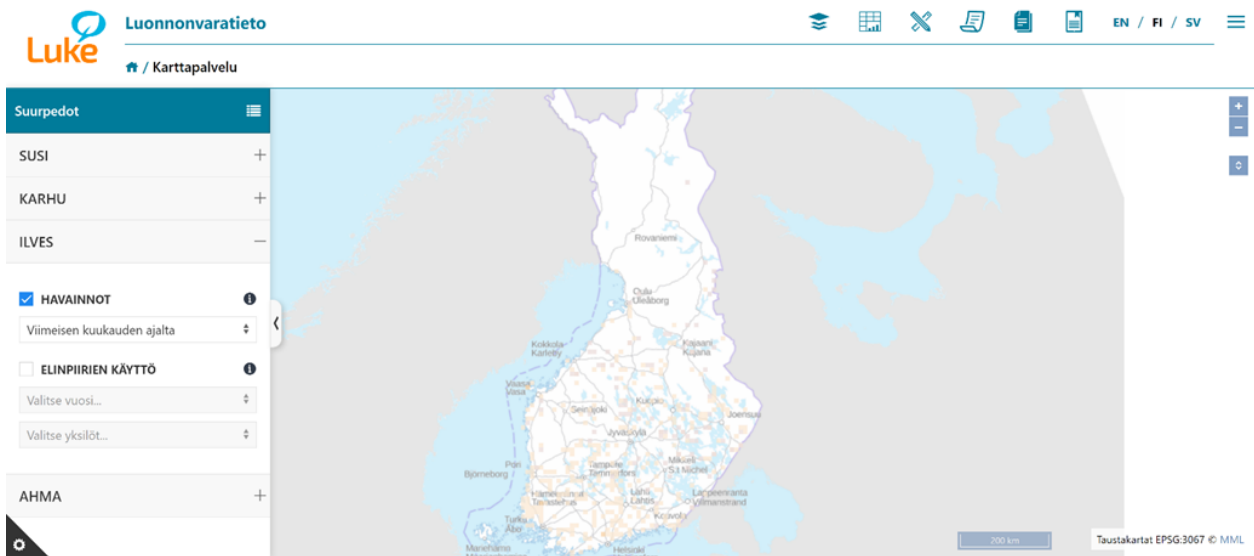 Luke
Luonnonvaratieto
EN / FI / SV
/ Karttapalvelu
Suurpedot
SUSI
KARHU
ILVES
HAVAINNOT
Viimeisen kuukauden ajalta
ELINPIIRIEN KÄYTTÖ
Valitse vuosi...
Valitse yksilöt...
AHMA
Rovaniemi
Oulu
Uleåborg
Kokkola
Karleby
Kajaani
Kajana
Vaasa
Vasa
Seinäjoki
Kuopio
Joensuu
Jyväskylä
Pori
Björneborg
Tampere
Tammerfors
Mikkeli
S:t Michel
Hämeenlinna
Tavastehus
Lahti
Lahtis
Lappeenranta
Villmanstrand
Kouvola
Turku
Åbo
Helsinki
200 km
Taustakartat EPSG:3067 © MML